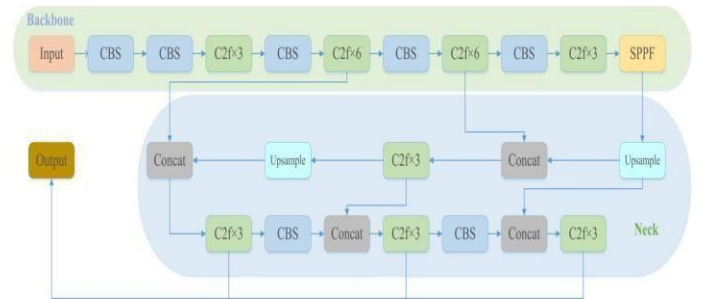 Backbone
Input CBS CBS C2f×3 CBS C2f×6 CBS C2f×6 CBS C2f×3 SPPF
Output Concat Upsample C2f×3 Concat Upsample
C2f×3 CBS Concat C2f×3 CBS Concat C2f×3 Neck